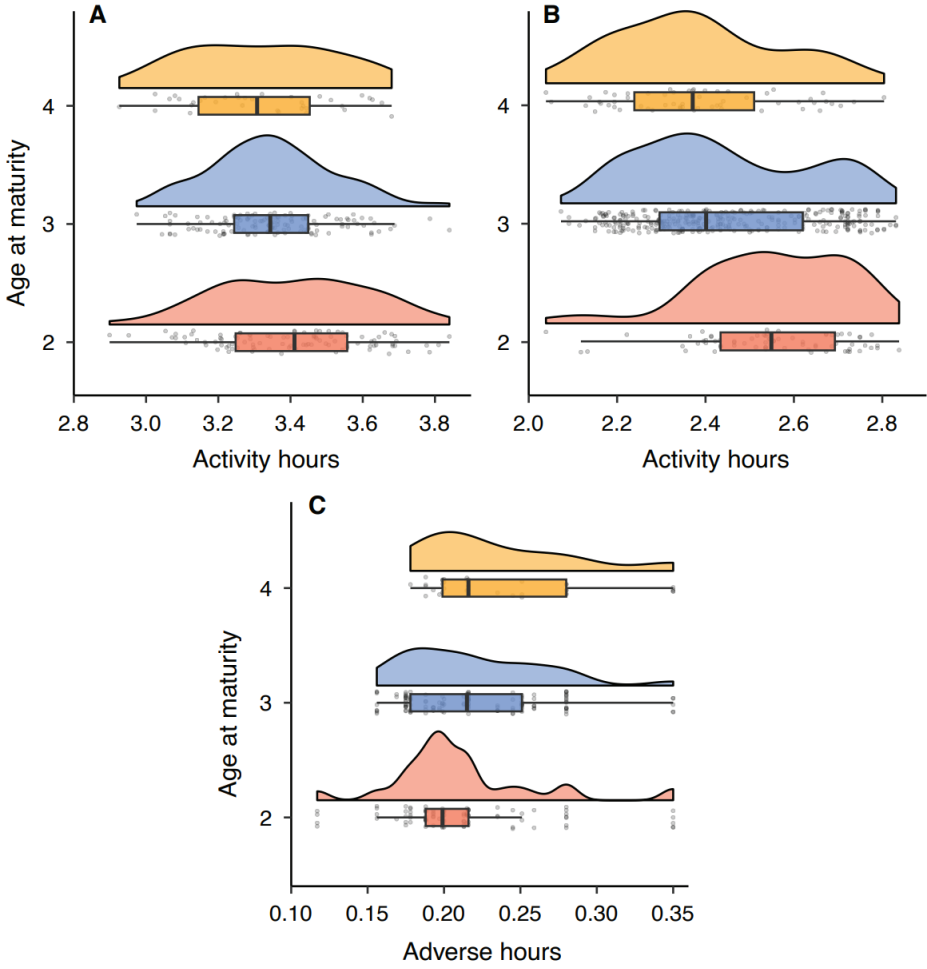 A
Age at maturity
4
3
2
2.8 3.0 3.2 3.4 3.6 3.8
Activity hours
B
4
3
2
2.0 2.2 2.4 2.6 2.8
Activity hours
C
Age at maturity
4
3
2
0.10 0.15 0.20 0.25 0.30 0.35
Adverse hours